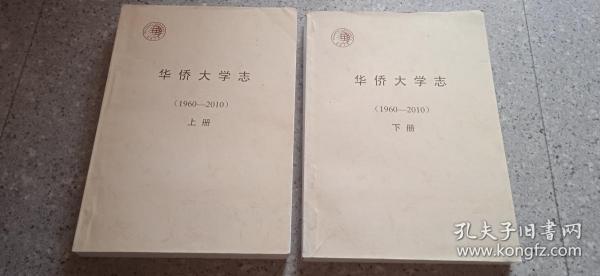 华侨大学志
(1960—2010)
上册
华侨大学志
(1960—2010)
下册
孔夫子旧书网
www.kongfz.com